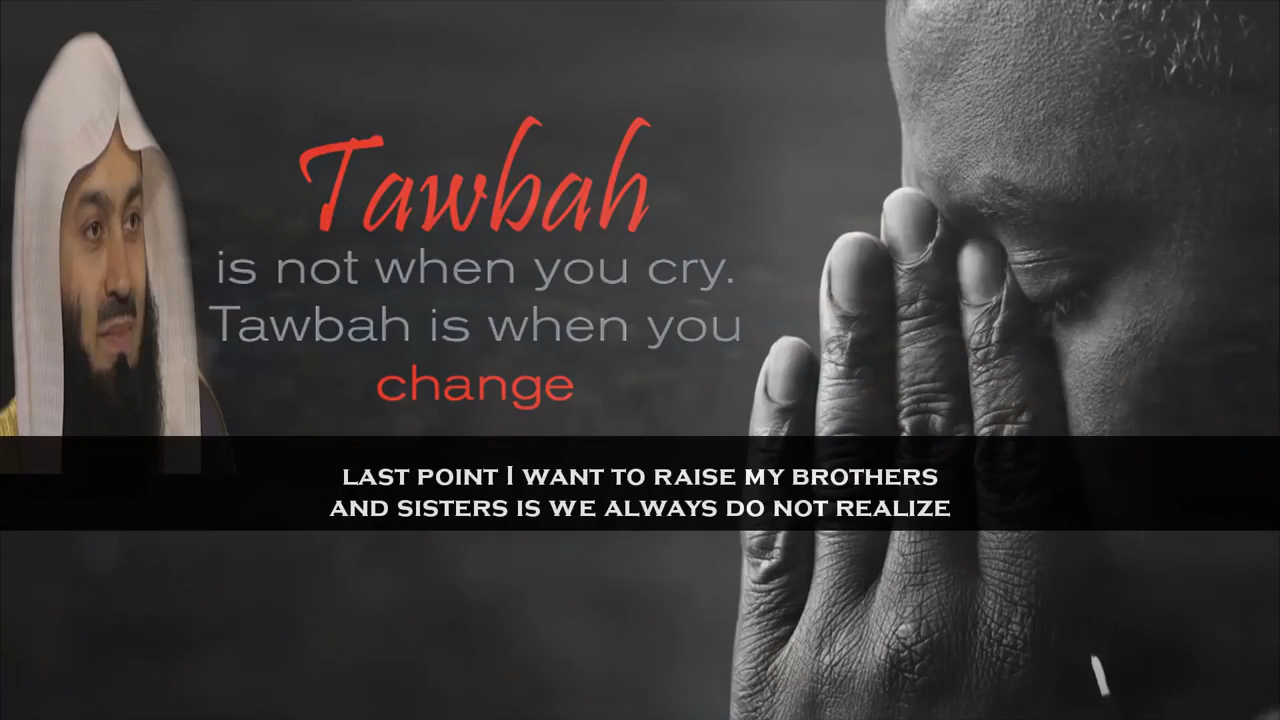 Tawbah
is not when you cry.
Tawbah is when you
change
LAST POINT I WANT TO RAISE MY BROTHERS
AND SISTERS IS WE ALWAYS DO NOT REALIZE